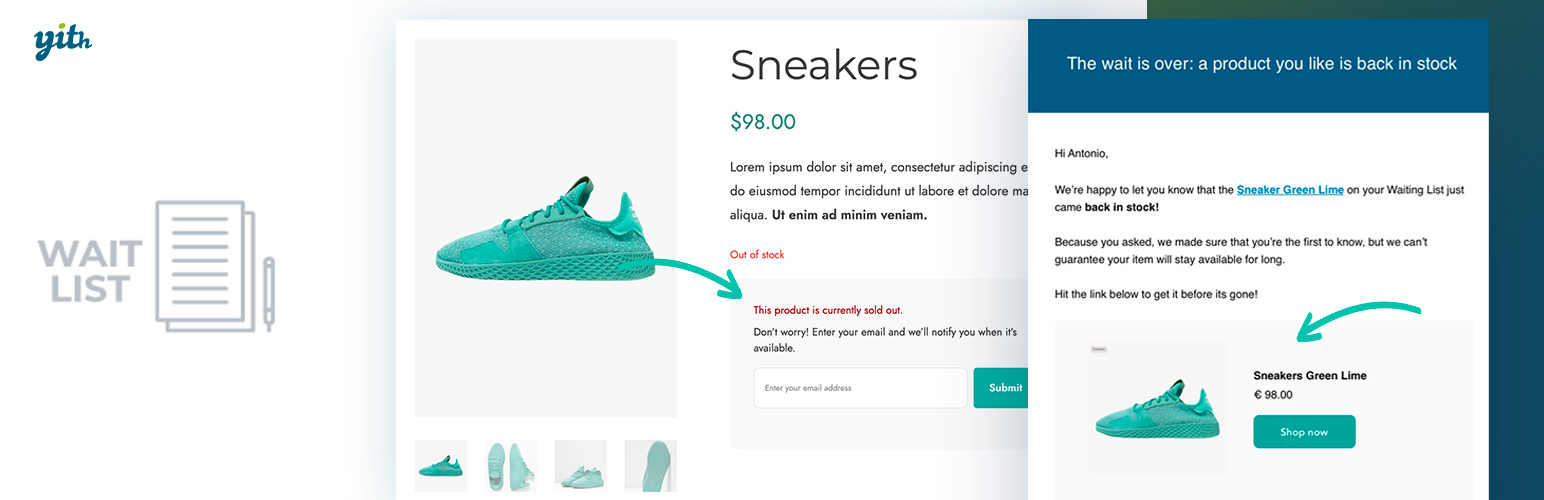 yith
WAIT
LIST
Sneakers
$98.00
Lorem ipsum dolor sit amet, consectetur adipiscing e
do eiusmod tempor incididunt ut labore et dolore ma
aliqua. Ut enim ad minim veniam.
Out of stock
This product is currently sold out.
Don't worry! Enter your email and we'll notify you when it's
available.
Enter your email address
Submit
The wait is over: a product you like is back in stock
Hi Antonio,
We're happy to let you know that the Sneaker Green Lime on your Waiting List just
came back in stock!
Because you asked, we made sure that you're the first to know, but we can't
guarantee your item will stay available for long.
Hit the link below to get it before its gone!
Sneakers Green Lime
€ 98.00
Shop now